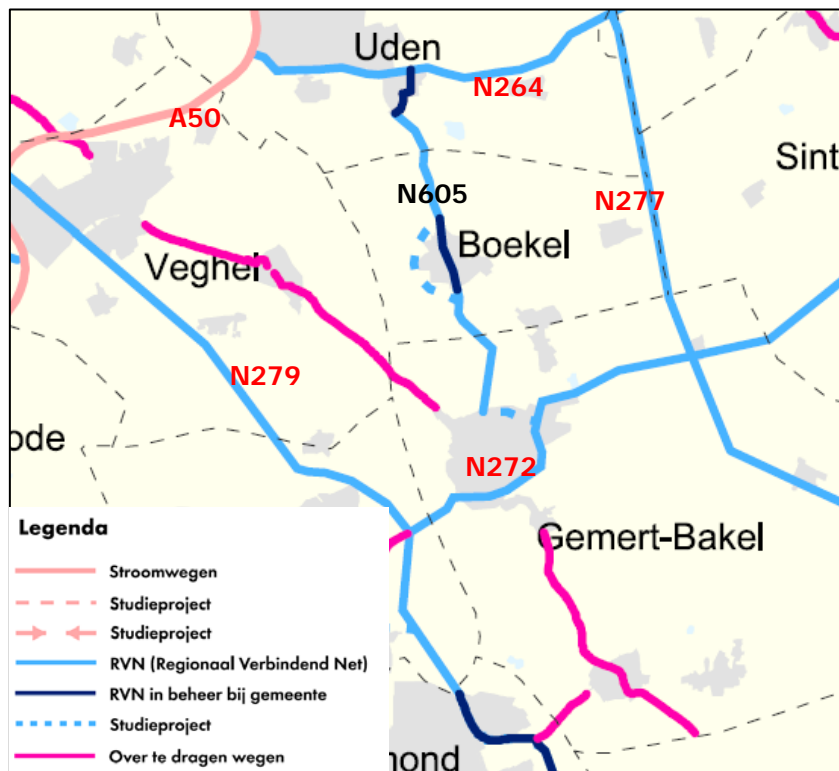 Uden
N264
A50
Sint
N605
N277
Boekel
Veghel
N279
ode
N272
Gemert-Bakel
Legenda
Stroomwegen
Studieproject
Studieproject
RVN (Regionaal Verbindend Net)
RVN in beheer bij gemeente
Studieproject
Over te dragen wegen
mond